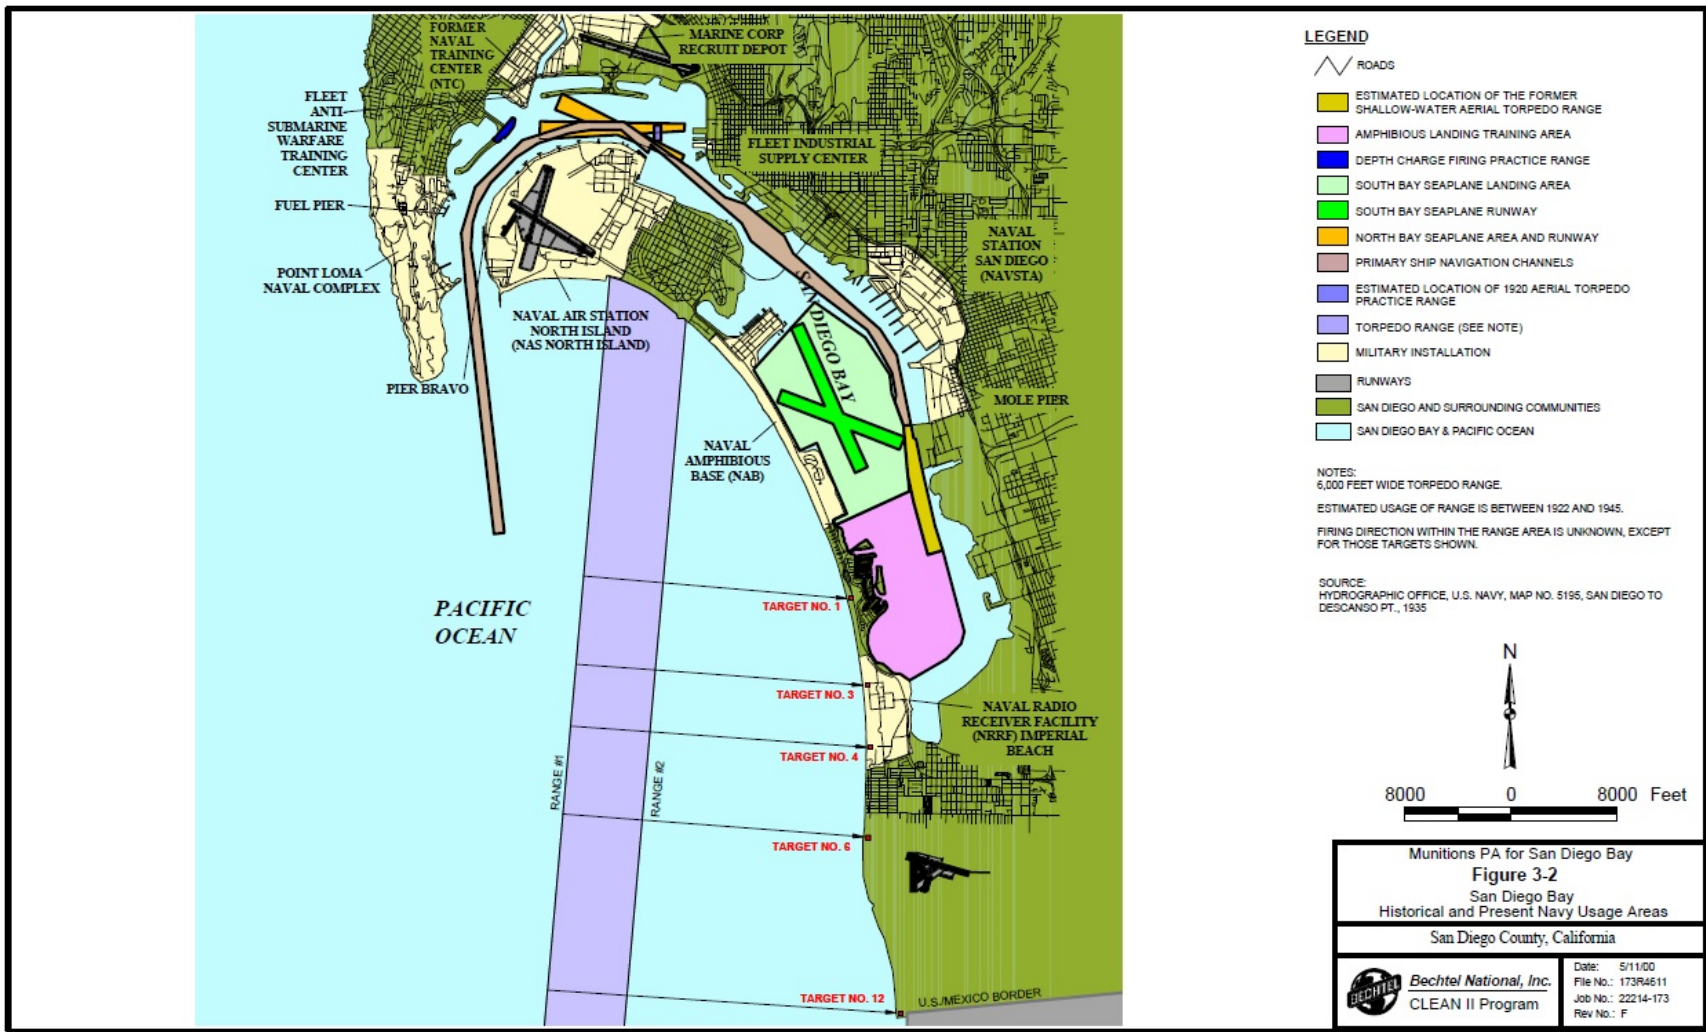 FORMER
NAVAL
TRAINING
CENTER
(NTC)
MARINE CORP
RECRUIT DEPOT
FLEET
ANTI-
SUBMARINE
WARFARE
TRAINING
CENTER
FLEET INDUSTRIAL
SUPPLY CENTER
FUEL PIER
NAVAL
STATION
SAN DIEGO
(NAVSTA)
POINT LOMA
NAVAL COMPLEX
NAVAL AIR STATION
NORTH ISLAND
(NAS NORTH ISLAND)
SAN DIEGO BAY
PIER BRAVO
MOLE PIER
NAVAL
AMPHIBIOUS
BASE (NAB)
PACIFIC
OCEAN
TARGET NO. 1
TARGET NO. 3
NAVAL RADIO
RECEIVER FACILITY
(NRRF) IMPERIAL
BEACH
TARGET NO. 4
RANGE #1
RANGE #2
TARGET NO. 6
TARGET NO. 12
U.S./MEXICO BORDER
LEGEND
ROADS
ESTIMATED LOCATION OF THE FORMER
SHALLOW-WATER AERIAL TORPEDO RANGE
AMPHIBIOUS LANDING TRAINING AREA
DEPTH CHARGE FIRING PRACTICE RANGE
SOUTH BAY SEAPLANE LANDING AREA
SOUTH BAY SEAPLANE RUNWAY
NORTH BAY SEAPLANE AREA AND RUNWAY
PRIMARY SHIP NAVIGATION CHANNELS
ESTIMATED LOCATION OF 1920 AERIAL TORPEDO
PRACTICE RANGE
TORPEDO RANGE (SEE NOTE)
MILITARY INSTALLATION
RUNWAYS
SAN DIEGO AND SURROUNDING COMMUNITIES
SAN DIEGO BAY & PACIFIC OCEAN
NOTES:
6,000 FEET WIDE TORPEDO RANGE.
ESTIMATED USAGE OF RANGE IS BETWEEN 1922 AND 1945.
FIRING DIRECTION WITHIN THE RANGE AREA IS UNKNOWN, EXCEPT
FOR THOSE TARGETS SHOWN.
SOURCE:
HYDROGRAPHIC OFFICE, U.S. NAVY, MAP NO. 5195, SAN DIEGO TO
DESCANSO PT., 1935
N
8000 0 8000 Feet
Munitions PA for San Diego Bay
Figure 3-2
San Diego Bay
Historical and Present Navy Usage Areas
San Diego County, California
BECHTEL
Bechtel National, Inc.
CLEAN II Program
Date: 5/11/00
File No.: 173R4611
Job No.: 22214-173
Rev No.: F